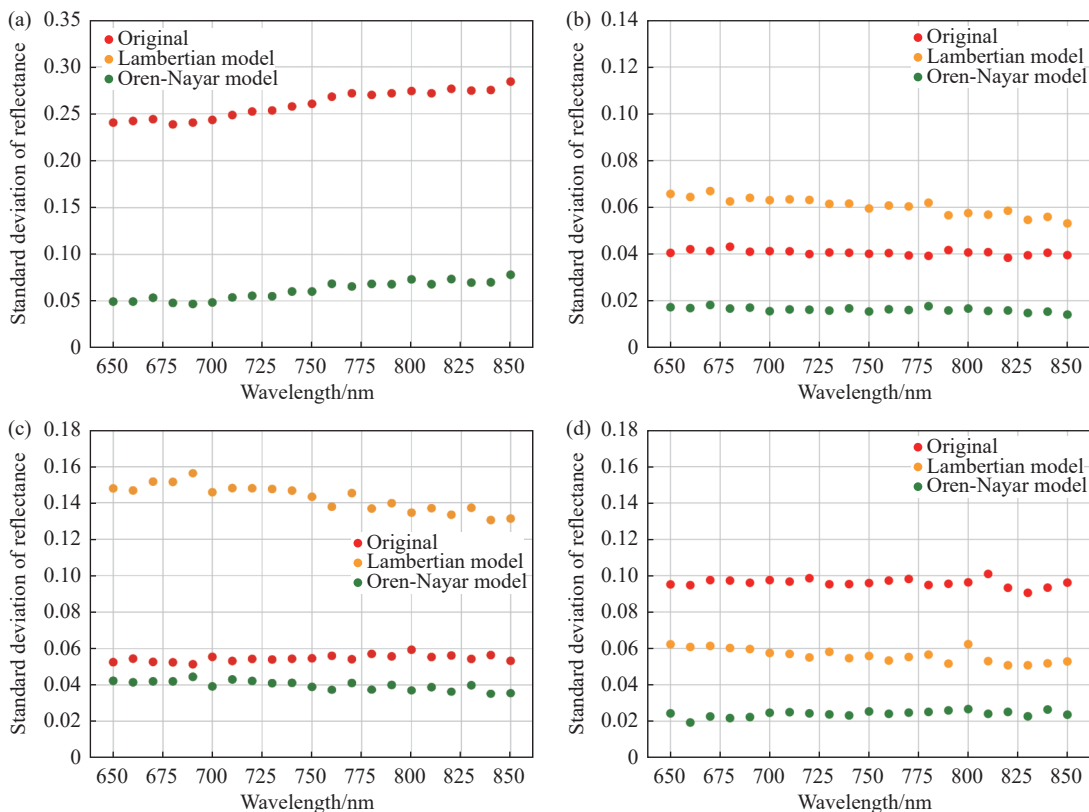 (a)
0.35
0.30
0.25
0.20
0.15
0.10
0.05
0
Standard deviation of reflectance
Original
Lambertian model
Oren-Nayar model
650 675 700 725 750 775 800 825 850
Wavelength/nm
(b)
0.14
0.12
0.10
0.08
0.06
0.04
0.02
0
Standard deviation of reflectance
Original
Lambertian model
Oren-Nayar model
650 675 700 725 750 775 800 825 850
Wavelength/nm
(c)
0.18
0.16
0.14
0.12
0.10
0.08
0.06
0.04
0.02
0
Standard deviation of reflectance
Original
Lambertian model
Oren-Nayar model
650 675 700 725 750 775 800 825 850
Wavelength/nm
(d)
0.18
0.16
0.14
0.12
0.10
0.08
0.06
0.04
0.02
0
Standard deviation of reflectance
Original
Lambertian model
Oren-Nayar model
650 675 700 725 750 775 800 825 850
Wavelength/nm